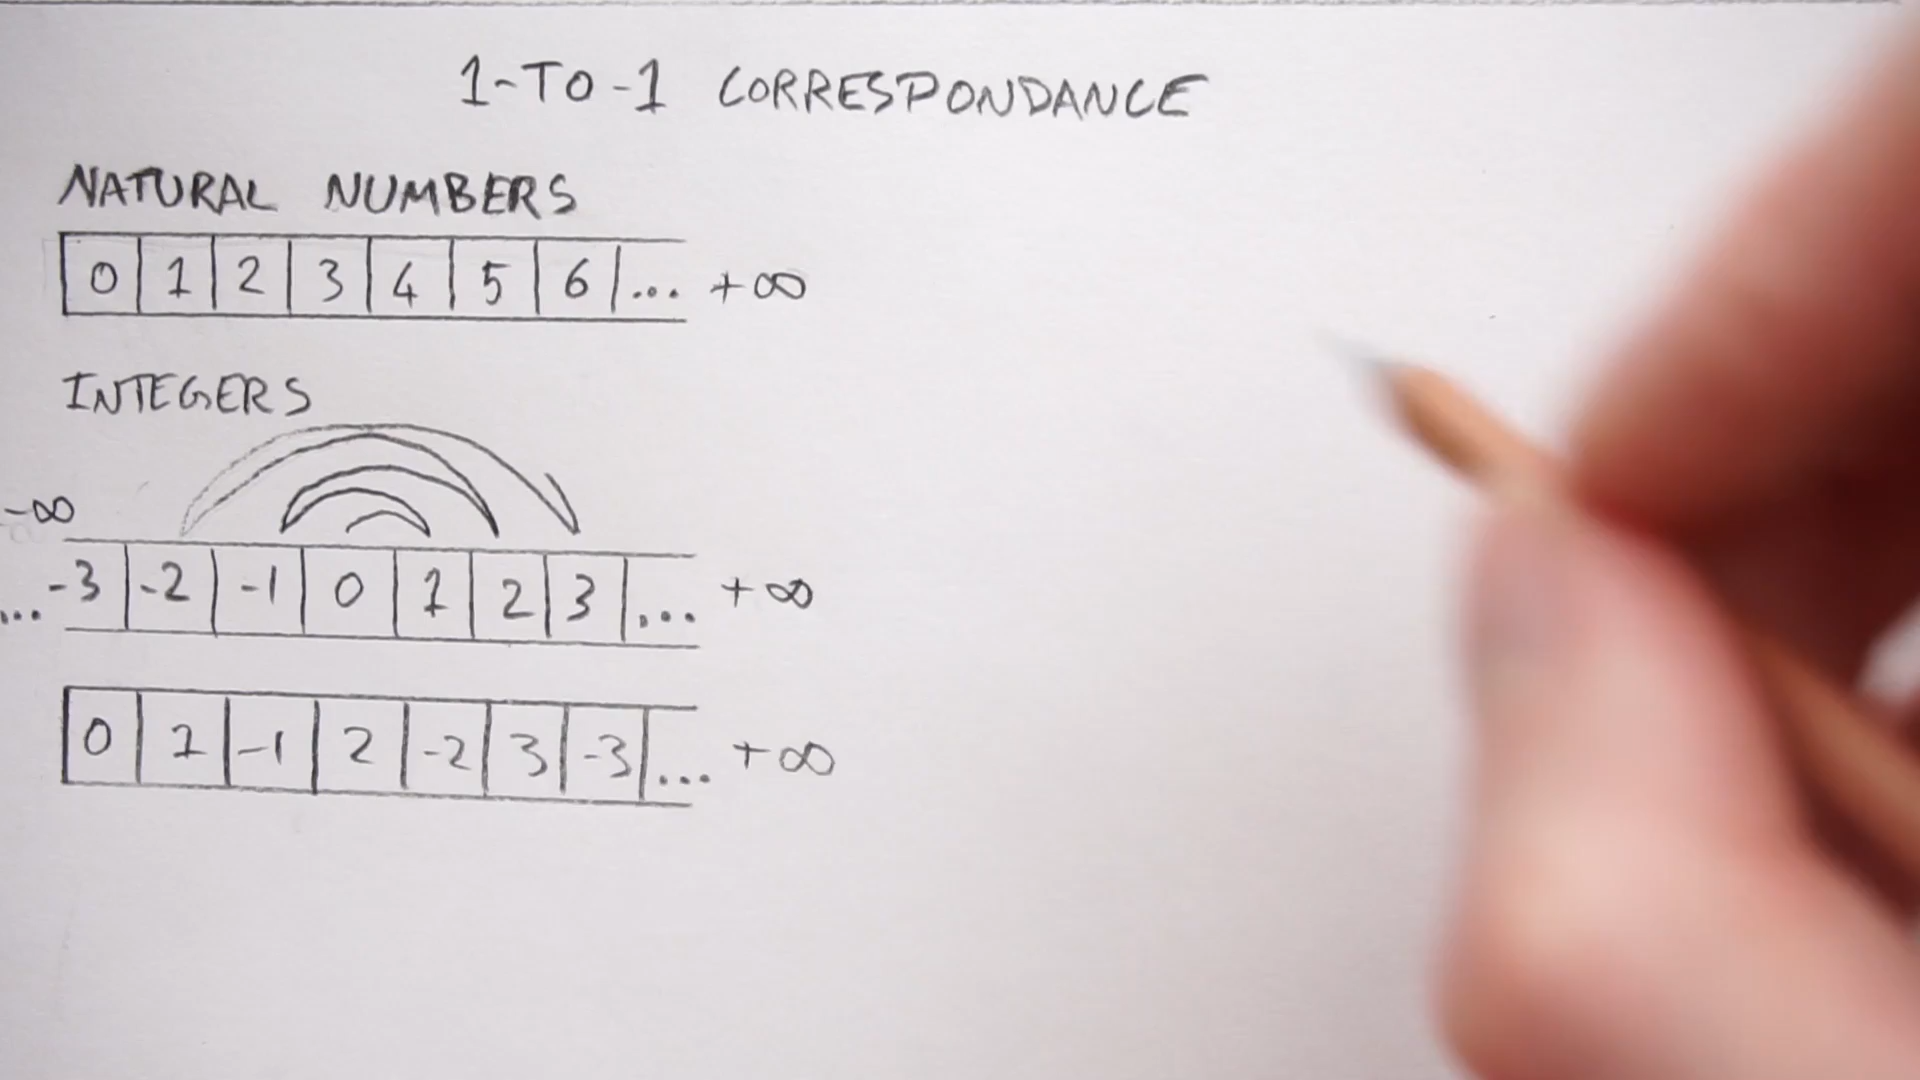 1-TO-1 CORRESPONDANCE
NATURAL NUMBERS
0 1 2 3 4 5 6 ... +∞
INTEGERS
-∞
... -3 -2 -1 0 1 2 3 ... +∞
0 1 -1 2 -2 3 -3 ... +∞